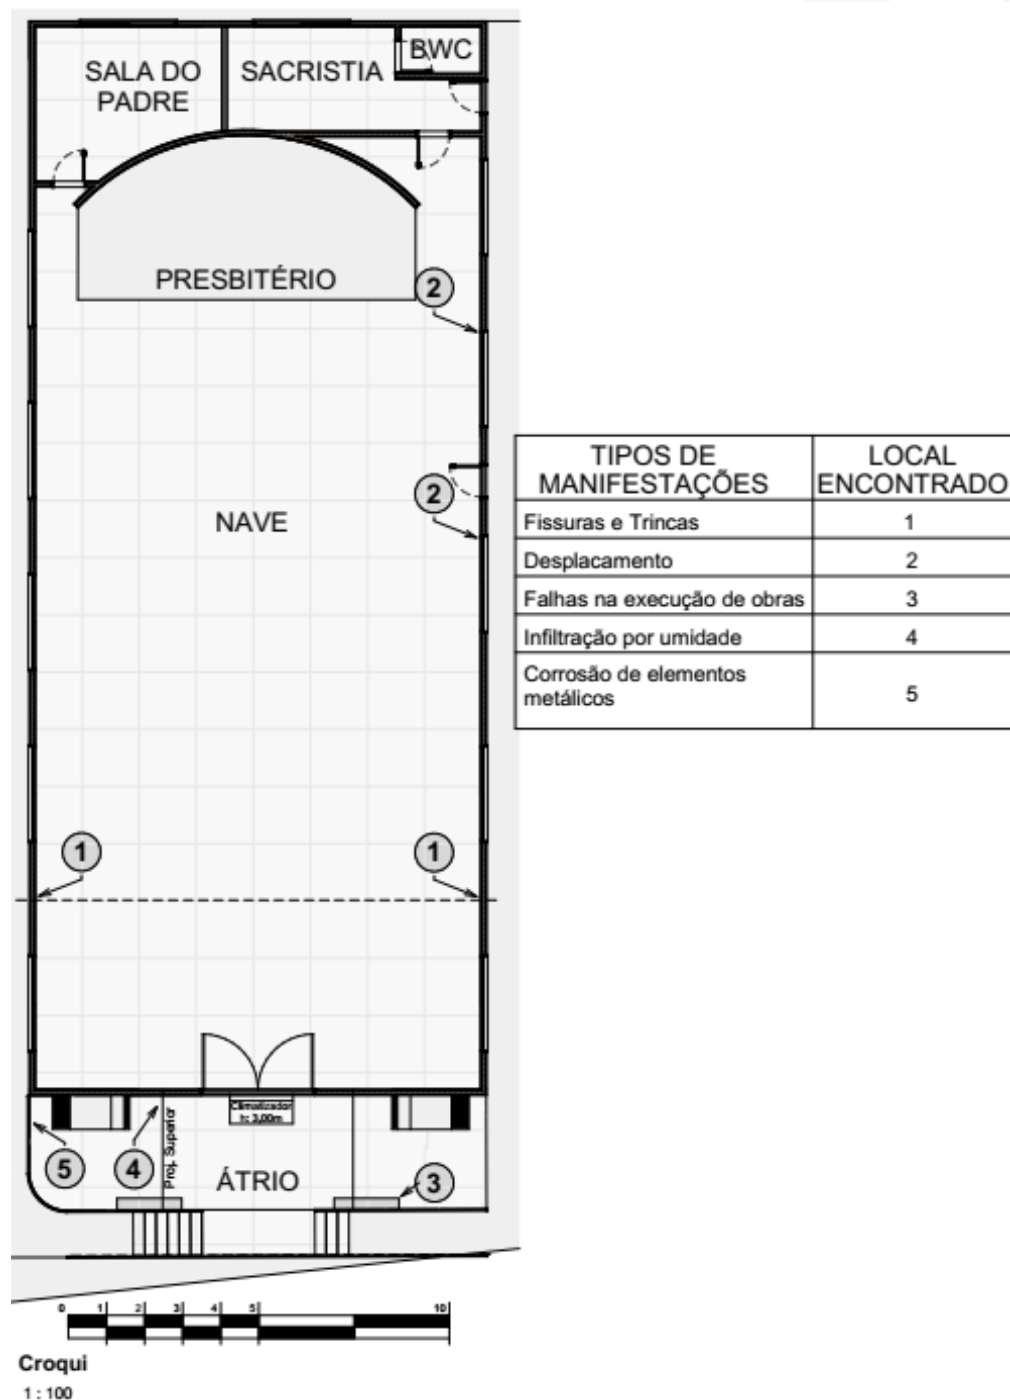 BWC
SALA DO
PADRE
SACRISTIA
PRESBITÉRIO
2
2
NAVE
TIPOS DE
MANIFESTAÇÕES
LOCAL
ENCONTRADO
Fissuras e Trincas
1
Desplacamento
2
Falhas na execução de obras
3
Infiltração por umidade
4
Corrosão de elementos
metálicos
5
1
1
Climatizador
h: 3,00m
Proj. Superior
5
4
ÁTRIO
3
0 1 2 3 4 5 10
Croqui
1 : 100